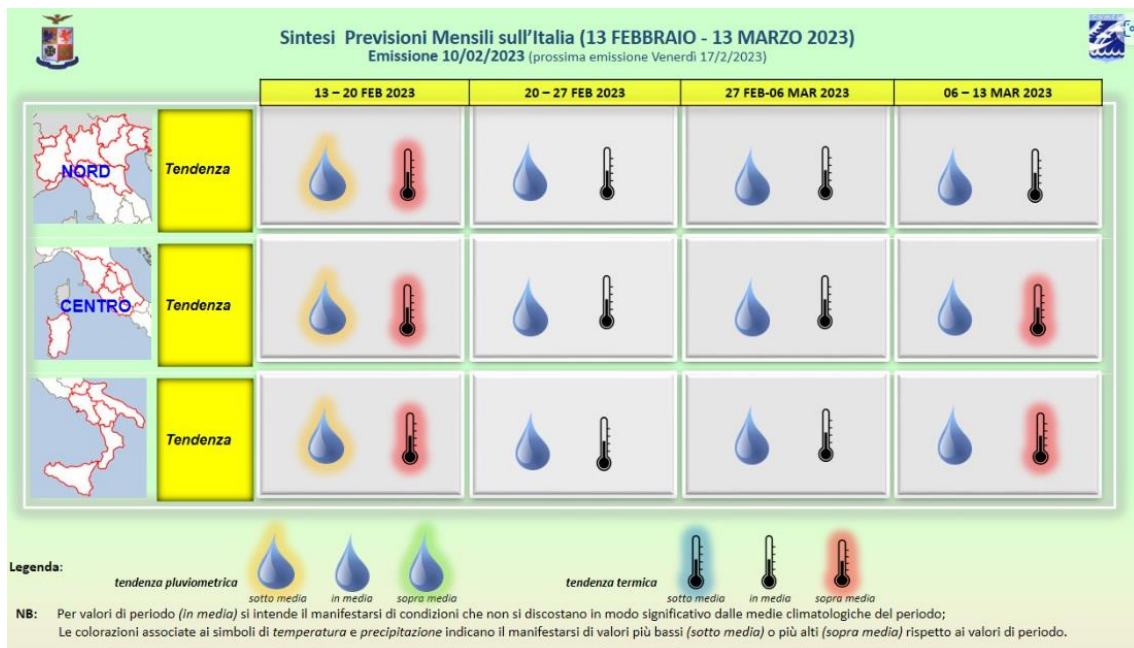 Sintesi Previsioni Mensili sull'Italia (13 FEBBRAIO - 13 MARZO 2023)
Emissione 10/02/2023 (prossima emissione Venerdì 17/2/2023)
13 – 20 FEB 2023
20 – 27 FEB 2023
27 FEB-06 MAR 2023
06 – 13 MAR 2023
NORD
Tendenza
CENTRO
Tendenza
Tendenza
Legenda:
tendenza pluviometrica
sotto media
in media
sopra media
tendenza termica
sotto media
in media
sopra media
NB: Per valori di periodo (in media) si intende il manifestarsi di condizioni che non si discostano in modo significativo dalle medie climatologiche del periodo;
Le colorazioni associate ai simboli di temperatura e precipitazione indicano il manifestarsi di valori più bassi (sotto media) o più alti (sopra media) rispetto ai valori di periodo.